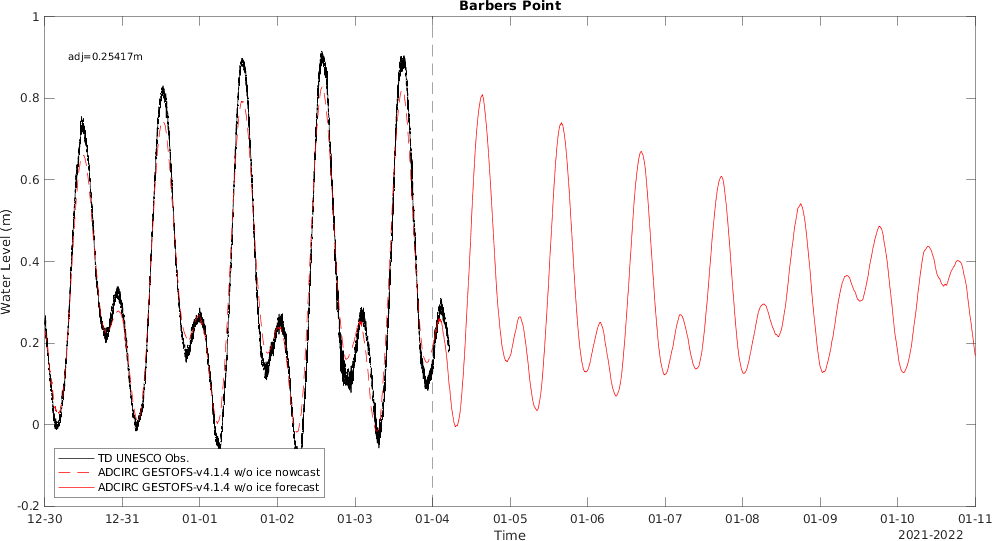 Barbers Point
adj=0.25417m
Water Level (m)
1
0.8
0.6
0.4
0.2
0
-0.2
TD UNESCO Obs.
ADCIRC GESTOFS-v4.1.4 w/o ice nowcast
ADCIRC GESTOFS-v4.1.4 w/o ice forecast
12-30 12-31 01-01 01-02 01-03 01-04 01-05 01-06 01-07 01-08 01-09 01-10 01-11
Time
2021-2022